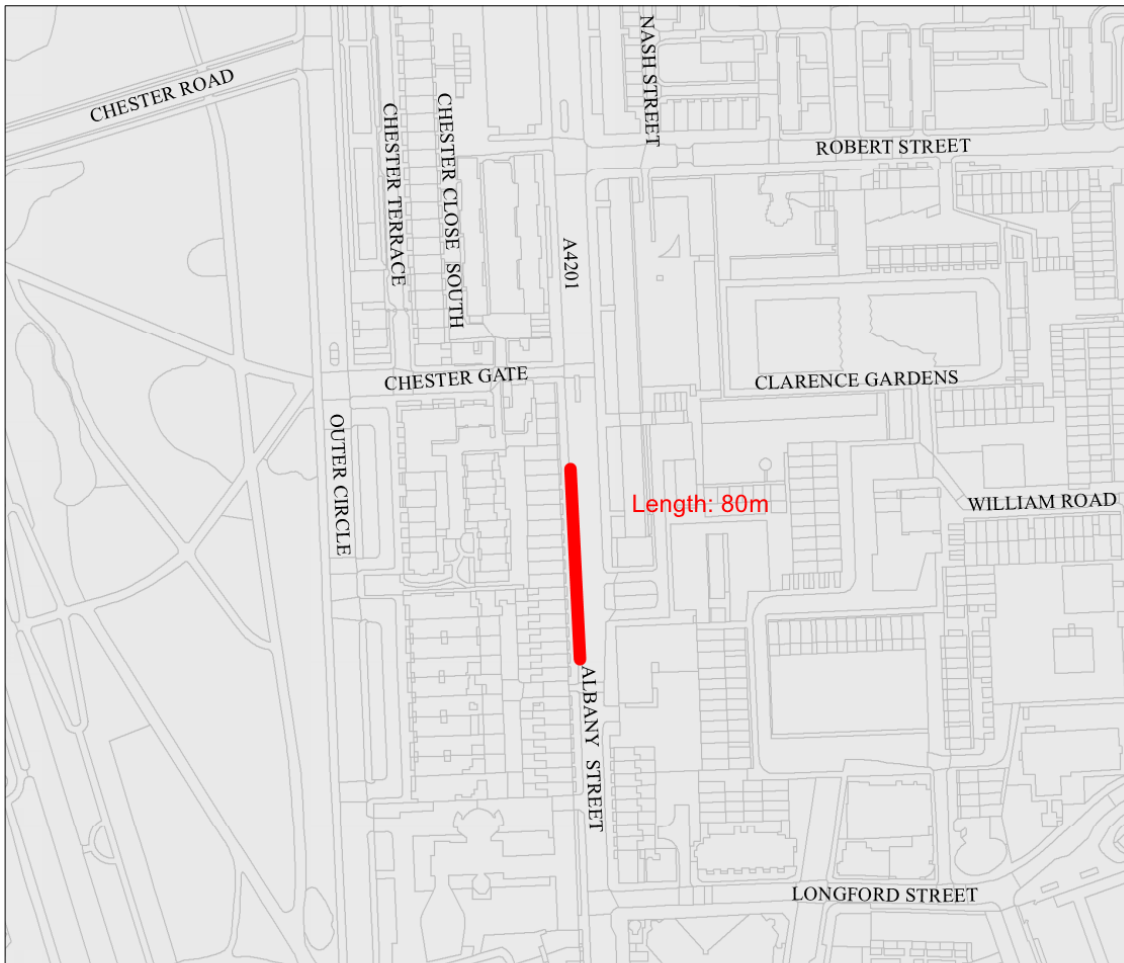 NASH STREET
CHESTER ROAD
CHESTER TERRACE
CHESTER CLOSE SOUTH
ROBERT STREET
A4201
CHESTER GATE
CLARENCE GARDENS
OUTER CIRCLE
Length: 80m
WILLIAM ROAD
ALBANY STREET
LONGFORD STREET